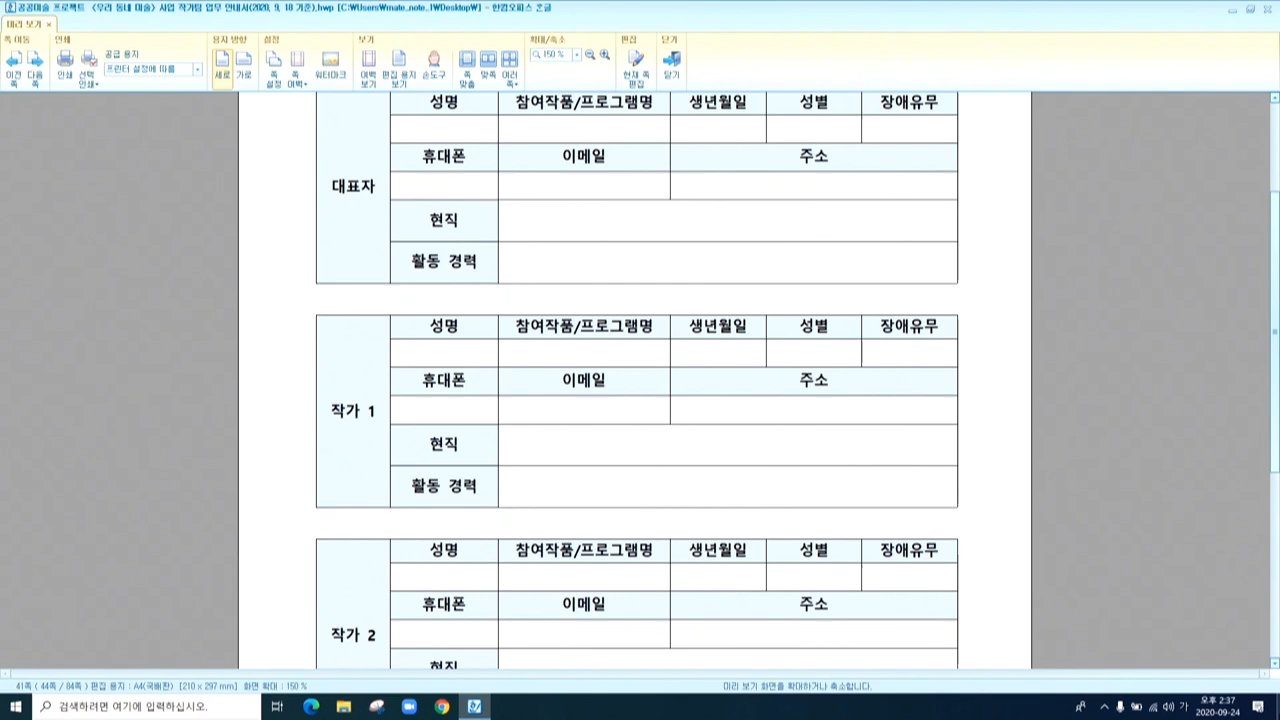 공공미술 프로젝트 〈우리 동네 미술〉 사업 작가팀 업무 안내서(2020. 9. 18 기준).hwp [C:₩Users₩mate_note_1₩Desktop₩] - 한컴오피스 한글
미리 보기 ×
쪽 이동 인쇄 용지 방향 설정 보기 확대/축소 편집 닫기
이전 쪽 다음 쪽 인쇄 선택 인쇄 공급 용지 프린터 설정에 따름 세로 가로 쪽 설정 쪽 여백 워터마크 여백 보기 편집 용지 보기 손도구 쪽 맞춤 맞쪽 여러 쪽 150 % 현재 쪽 편집 닫기
성명 참여작품/프로그램명 생년월일 성별 장애유무
휴대폰 이메일 주소
대표자
현직
활동 경력
성명 참여작품/프로그램명 생년월일 성별 장애유무
휴대폰 이메일 주소
작가 1
현직
활동 경력
성명 참여작품/프로그램명 생년월일 성별 장애유무
휴대폰 이메일 주소
작가 2
현직
41쪽 ( 44쪽 / 84쪽 ) 편집 용지 : A4(국배판) [210 x 297 mm] 화면 확대 : 150 % 미리 보기 화면을 확대하거나 축소합니다.
검색하려면 여기에 입력하십시오. 가 오후 2:37
2020-09-24